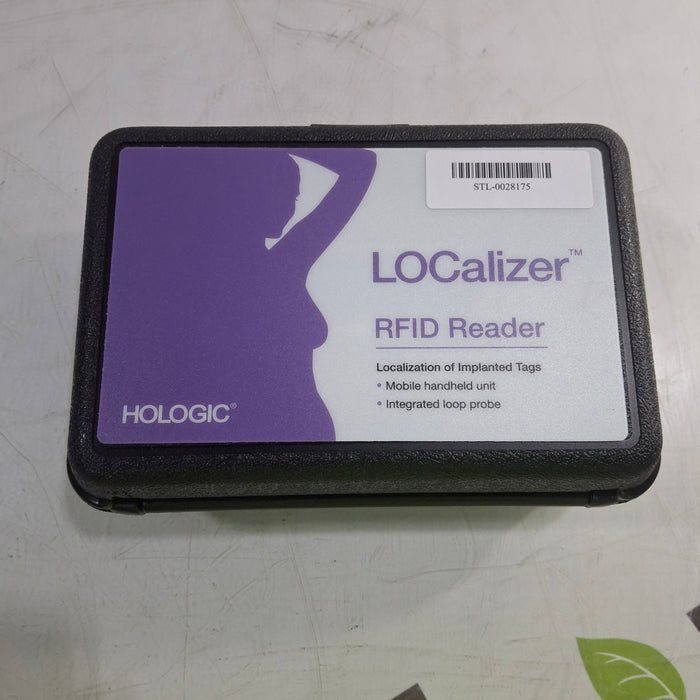 STL-0028175
LOCalizer™
RFID Reader
Localization of Implanted Tags
• Mobile handheld unit
• Integrated loop probe
HOLOGIC®